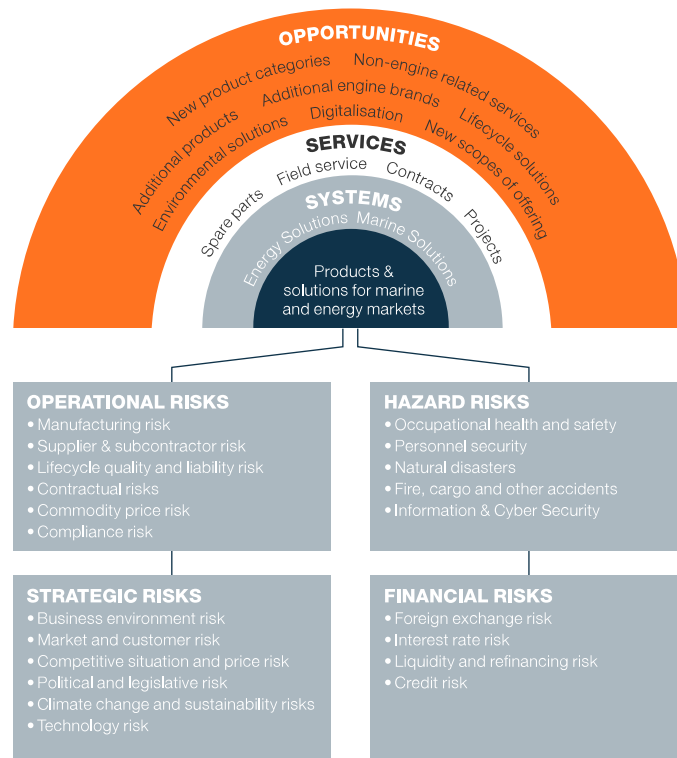 OPPORTUNITIES
New product categories
Non-engine related services
Additional products
Additional engine brands
Lifecycle solutions
Environmental solutions
Digitalisation
New scopes of offering
SERVICES
Spare parts
Field service
Contracts
Projects
SYSTEMS
Energy Solutions
Marine Solutions
Products &
solutions for marine
and energy markets
OPERATIONAL RISKS
• Manufacturing risk
• Supplier & subcontractor risk
• Lifecycle quality and liability risk
• Contractual risks
• Commodity price risk
• Compliance risk
HAZARD RISKS
• Occupational health and safety
• Personnel security
• Natural disasters
• Fire, cargo and other accidents
• Information & Cyber Security
STRATEGIC RISKS
• Business environment risk
• Market and customer risk
• Competitive situation and price risk
• Political and legislative risk
• Climate change and sustainability risks
• Technology risk
FINANCIAL RISKS
• Foreign exchange risk
• Interest rate risk
• Liquidity and refinancing risk
• Credit risk